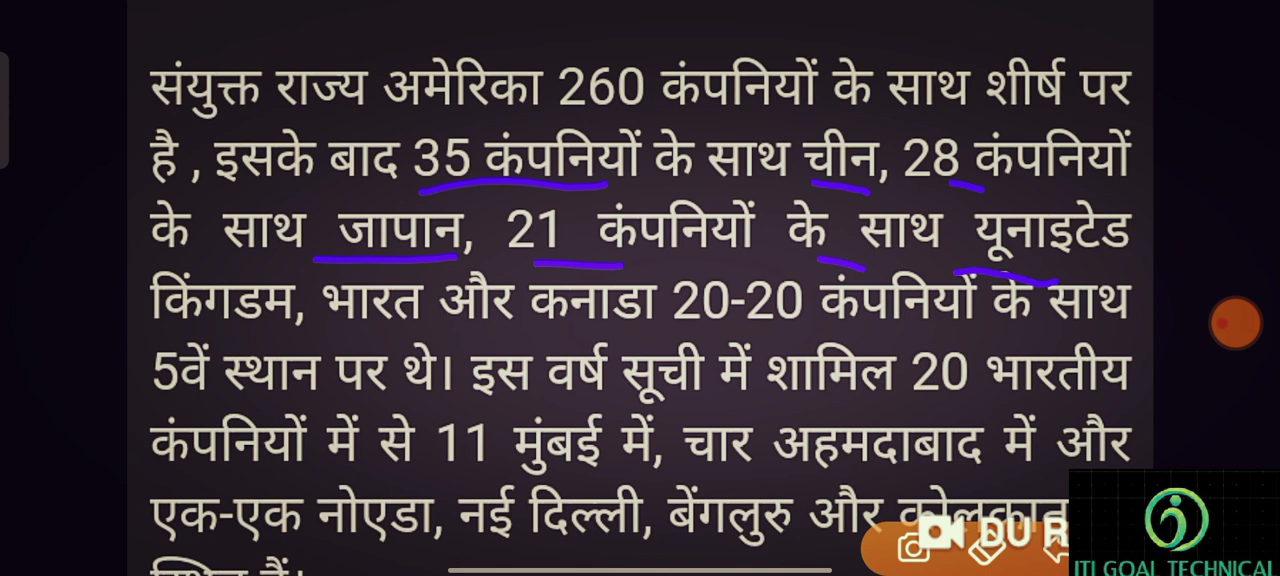 संयुक्त राज्य अमेरिका 260 कंपनियों के साथ शीर्ष पर
है , इसके बाद 35 कंपनियों के साथ चीन, 28 कंपनियों
के साथ जापान, 21 कंपनियों के साथ यूनाइटेड
किंगडम, भारत और कनाडा 20-20 कंपनियों के साथ
5वें स्थान पर थे। इस वर्ष सूची में शामिल 20 भारतीय
कंपनियों में से 11 मुंबई में, चार अहमदाबाद में और
एक-एक नोएडा, नई दिल्ली, बेंगलुरु और
DU R
ITI GOAL TECHNICAL